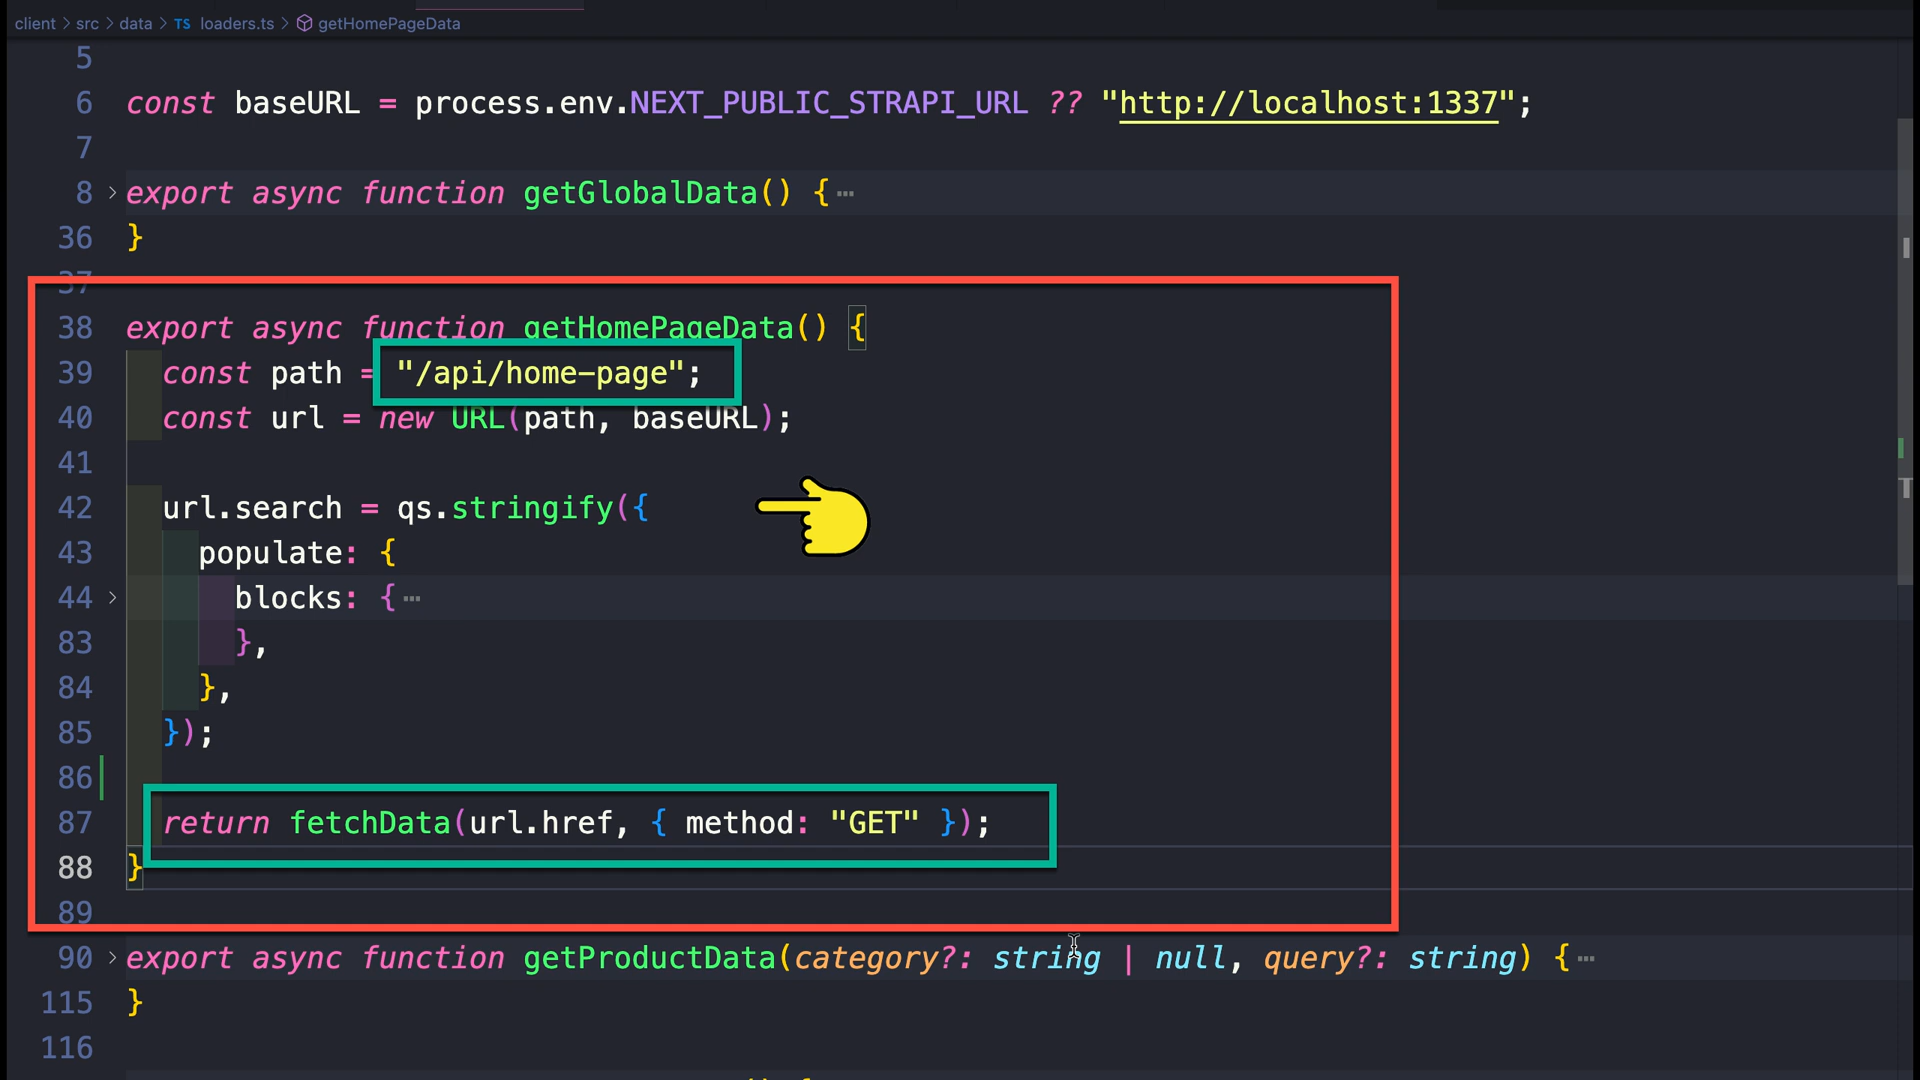 client > src > data > TS loaders.ts > getHomePageData
5
6 const baseURL = process.env.NEXT_PUBLIC_STRAPI_URL ?? "http://localhost:1337";
7
8 > export async function getGlobalData() { ⋯
36 }
37
38 export async function getHomePageData() {
39 const path = "/api/home-page";
40 const url = new URL(path, baseURL);
41
42 url.search = qs.stringify({
43 populate: {
44 > blocks: { ⋯
83 },
84 },
85 });
86
87 return fetchData(url.href, { method: "GET" });
88 }
89
90 > export async function getProductData(category?: string | null, query?: string) { ⋯
115 }
116